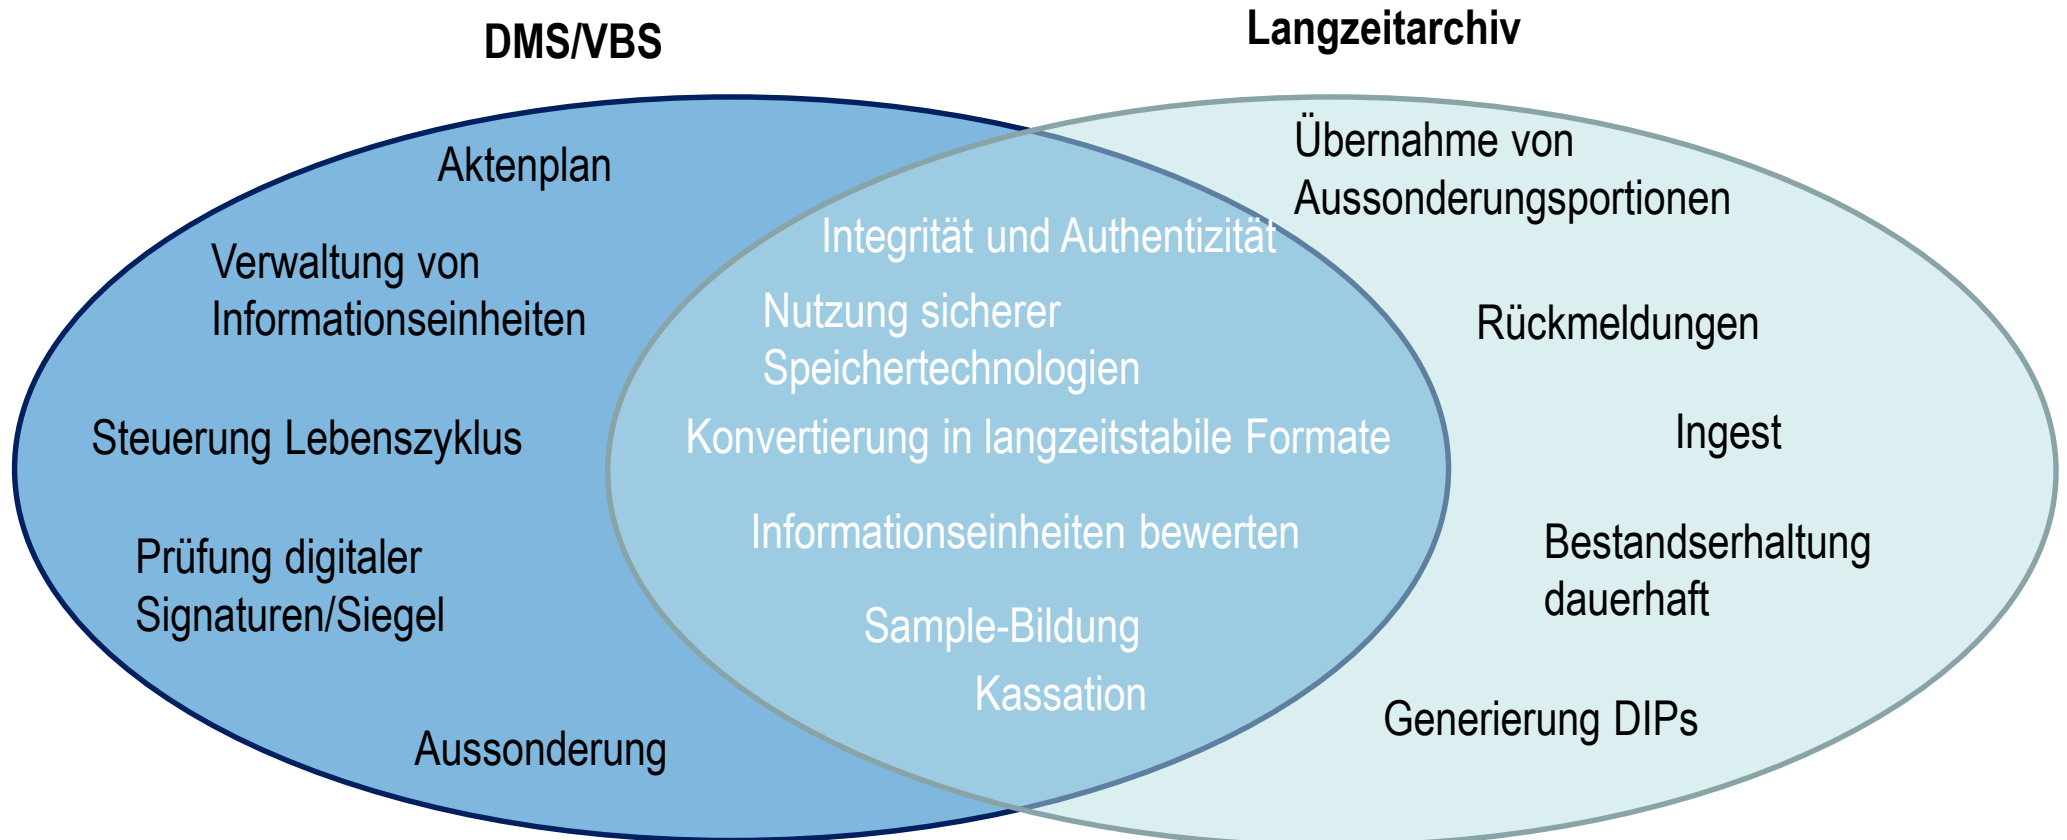 DMS/VBS
Langzeitarchiv
Aktenplan
Verwaltung von
Informationseinheiten
Steuerung Lebenszyklus
Prüfung digitaler
Signaturen/Siegel
Aussonderung
Integrität und Authentizität
Nutzung sicherer
Speichertechnologien
Konvertierung in langzeitstabile Formate
Informationseinheiten bewerten
Sample-Bildung
Kassation
Übernahme von
Aussonderungsportionen
Rückmeldungen
Ingest
Bestandserhaltung
dauerhaft
Generierung DIPs